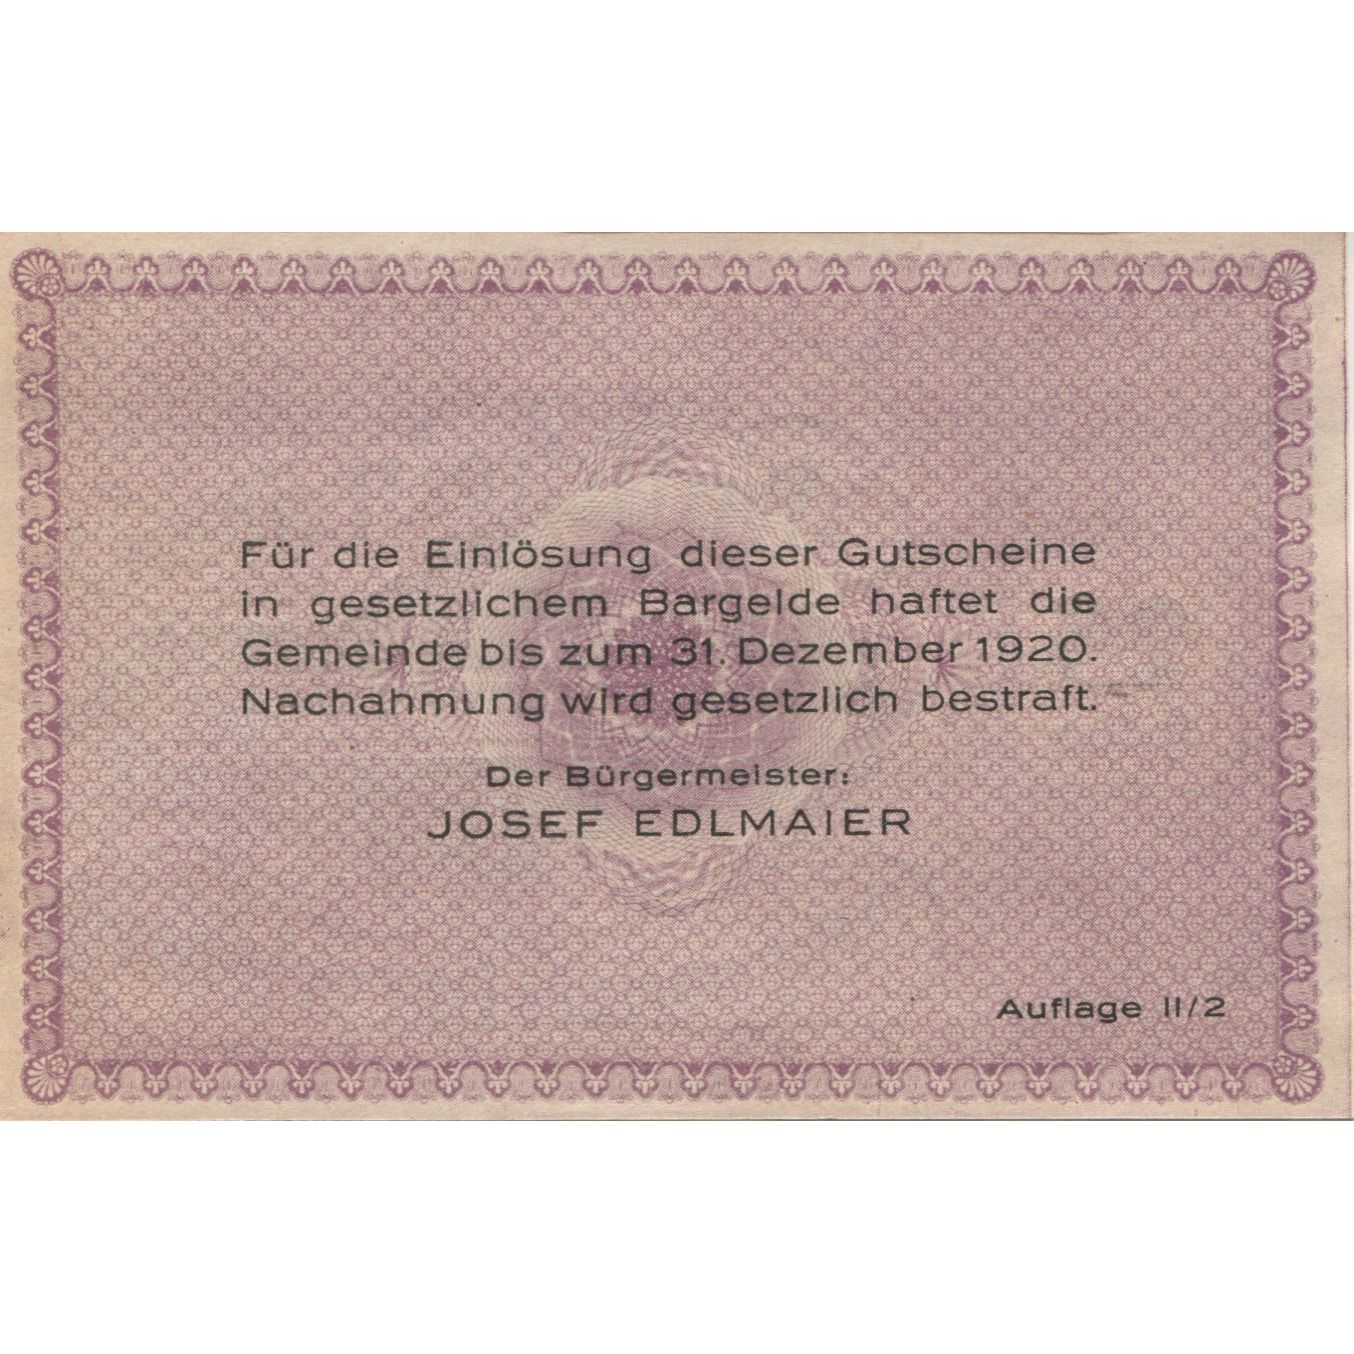 Für die Einlösung dieser Gutscheine
in gesetzlichem Bargelde haftet die
Gemeinde bis zum 31. Dezember 1920.
Nachahmung wird gesetzlich bestraft.
Der Bürgermeister:
JOSEF EDLMAIER
Auflage II/2